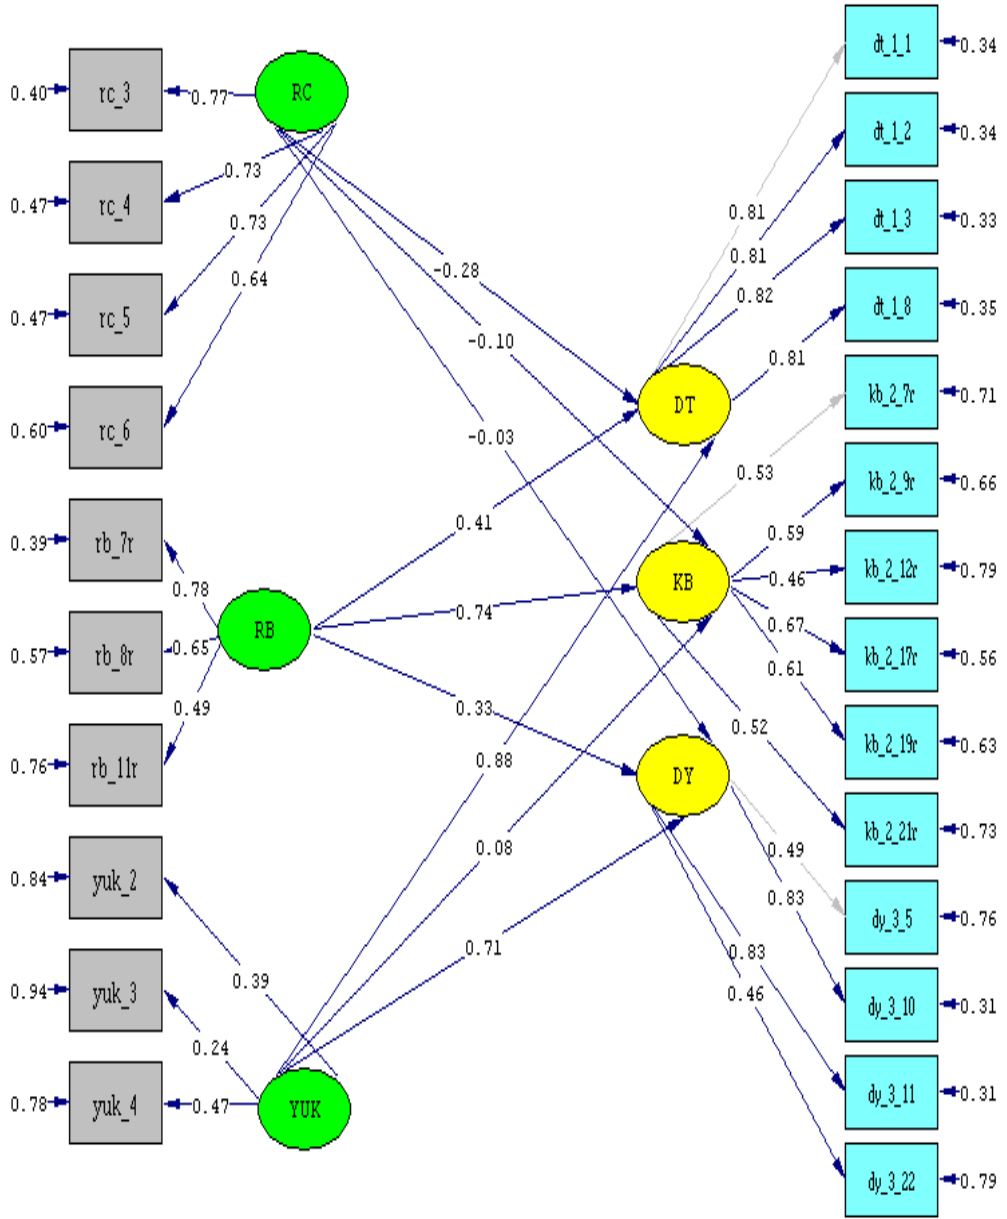 0.40 rc_3 0.77 RC
0.47 rc_4 0.73
0.47 rc_5 0.73
0.60 rc_6 0.64
0.39 rb_7r 0.78
0.57 rb_8r 0.65 RB
0.76 rb_11r 0.49
0.84 yuk_2 0.39
0.94 yuk_3 0.24
0.78 yuk_4 0.47 YUK
-0.28
-0.10
-0.03
0.41
0.74
0.33
0.88
0.08
0.71
DT
KB
DY
0.81 dt_1_1 0.34
0.81 dt_1_2 0.34
0.82 dt_1_3 0.33
0.81 dt_1_8 0.35
0.53 kb_2_7r 0.71
0.59 kb_2_9r 0.66
0.46 kb_2_12r 0.79
0.67 kb_2_17r 0.56
0.61 kb_2_19r 0.63
0.52 kb_2_21r 0.73
0.49 dy_3_5 0.76
0.83 dy_3_10 0.31
0.83 dy_3_11 0.31
0.46 dy_3_22 0.79